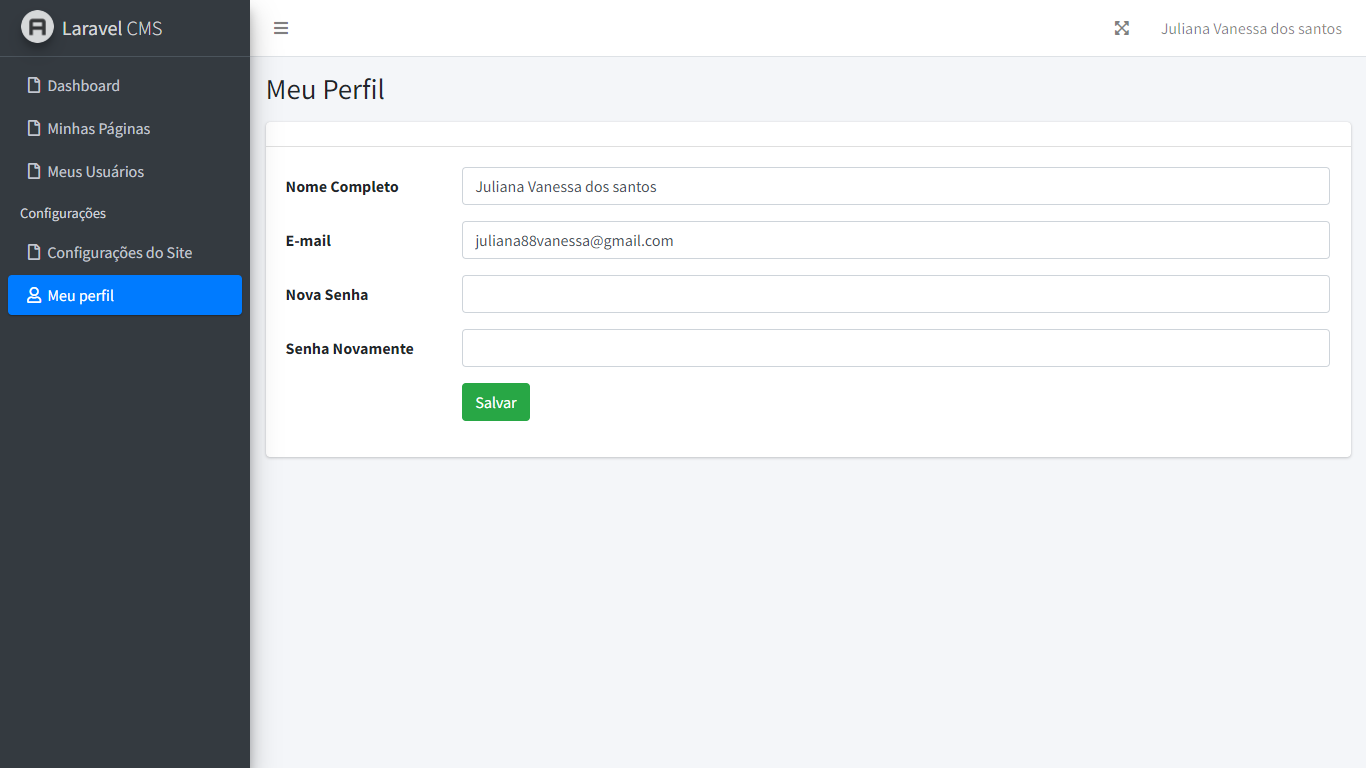 Laravel CMS
Juliana Vanessa dos santos
Dashboard
Minhas Páginas
Meus Usuários
Configurações
Configurações do Site
Meu perfil
Meu Perfil
Nome Completo
Juliana Vanessa dos santos
E-mail
juliana88vanessa@gmail.com
Nova Senha
Senha Novamente
Salvar